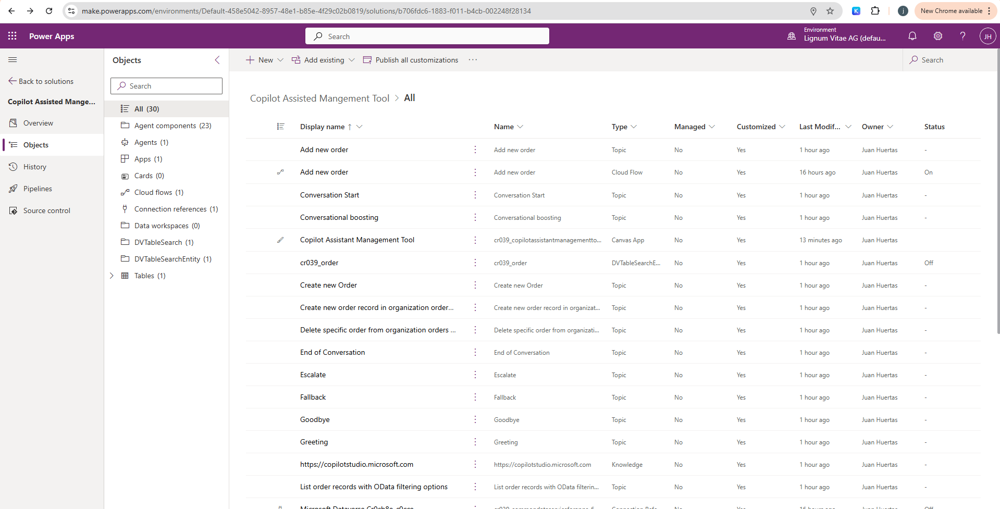 make.powerapps.com/environments/Default-458e5042-8957-48e1-b85e-4f29c02b0819/solutions/b706fdc6-1883-f011-b4cb-002248f28134
K
j
New Chrome available
Power Apps
Search
Environment
Lignum Vitae AG (defau...
JH
Back to solutions
Copilot Assisted Mange...
Overview
Objects
History
Pipelines
Source control
Objects
Search
All (30)
Agent components (23)
Agents (1)
Apps (1)
Cards (0)
Cloud flows (1)
Connection references (1)
Data workspaces (0)
DVTableSearch (1)
DVTableSearchEntity (1)
Tables (1)
New Add existing Publish all customizations ...
Search
Copilot Assisted Mangement Tool > All
Display name ↑ Name Type Managed Customized Last Modif... Owner Status
Add new order Add new order Topic No Yes 1 hour ago Juan Huertas -
Add new order Add new order Cloud Flow No Yes 16 hours ago Juan Huertas On
Conversation Start Conversation Start Topic No Yes 1 hour ago Juan Huertas -
Conversational boosting Conversational boosting Topic No Yes 1 hour ago Juan Huertas -
Copilot Assistant Management Tool cr039_copilotassistantmanagementto... Canvas App No Yes 13 minutes ago Juan Huertas
cr039_order cr039_order DVTableSearchE... No Yes 1 hour ago Juan Huertas Off
Create new Order Create new Order Topic No Yes 1 hour ago Juan Huertas -
Create new order record in organization order... Create new order record in organizat... Topic No Yes 1 hour ago Juan Huertas -
Delete specific order from organization orders ... Delete specific order from organizati... Topic No Yes 1 hour ago Juan Huertas -
End of Conversation End of Conversation Topic No Yes 1 hour ago Juan Huertas -
Escalate Escalate Topic No Yes 1 hour ago Juan Huertas -
Fallback Fallback Topic No Yes 1 hour ago Juan Huertas -
Goodbye Goodbye Topic No Yes 1 hour ago Juan Huertas -
Greeting Greeting Topic No Yes 1 hour ago Juan Huertas -
https://copilotstudio.microsoft.com https://copilotstudio.microsoft.com Knowledge No Yes 1 hour ago Juan Huertas -
List order records with OData filtering options List order records with OData filterin... Topic No Yes 1 hour ago Juan Huertas -
Microsoft Dataverse No Yes 16 hours ago Juan Huertas Off